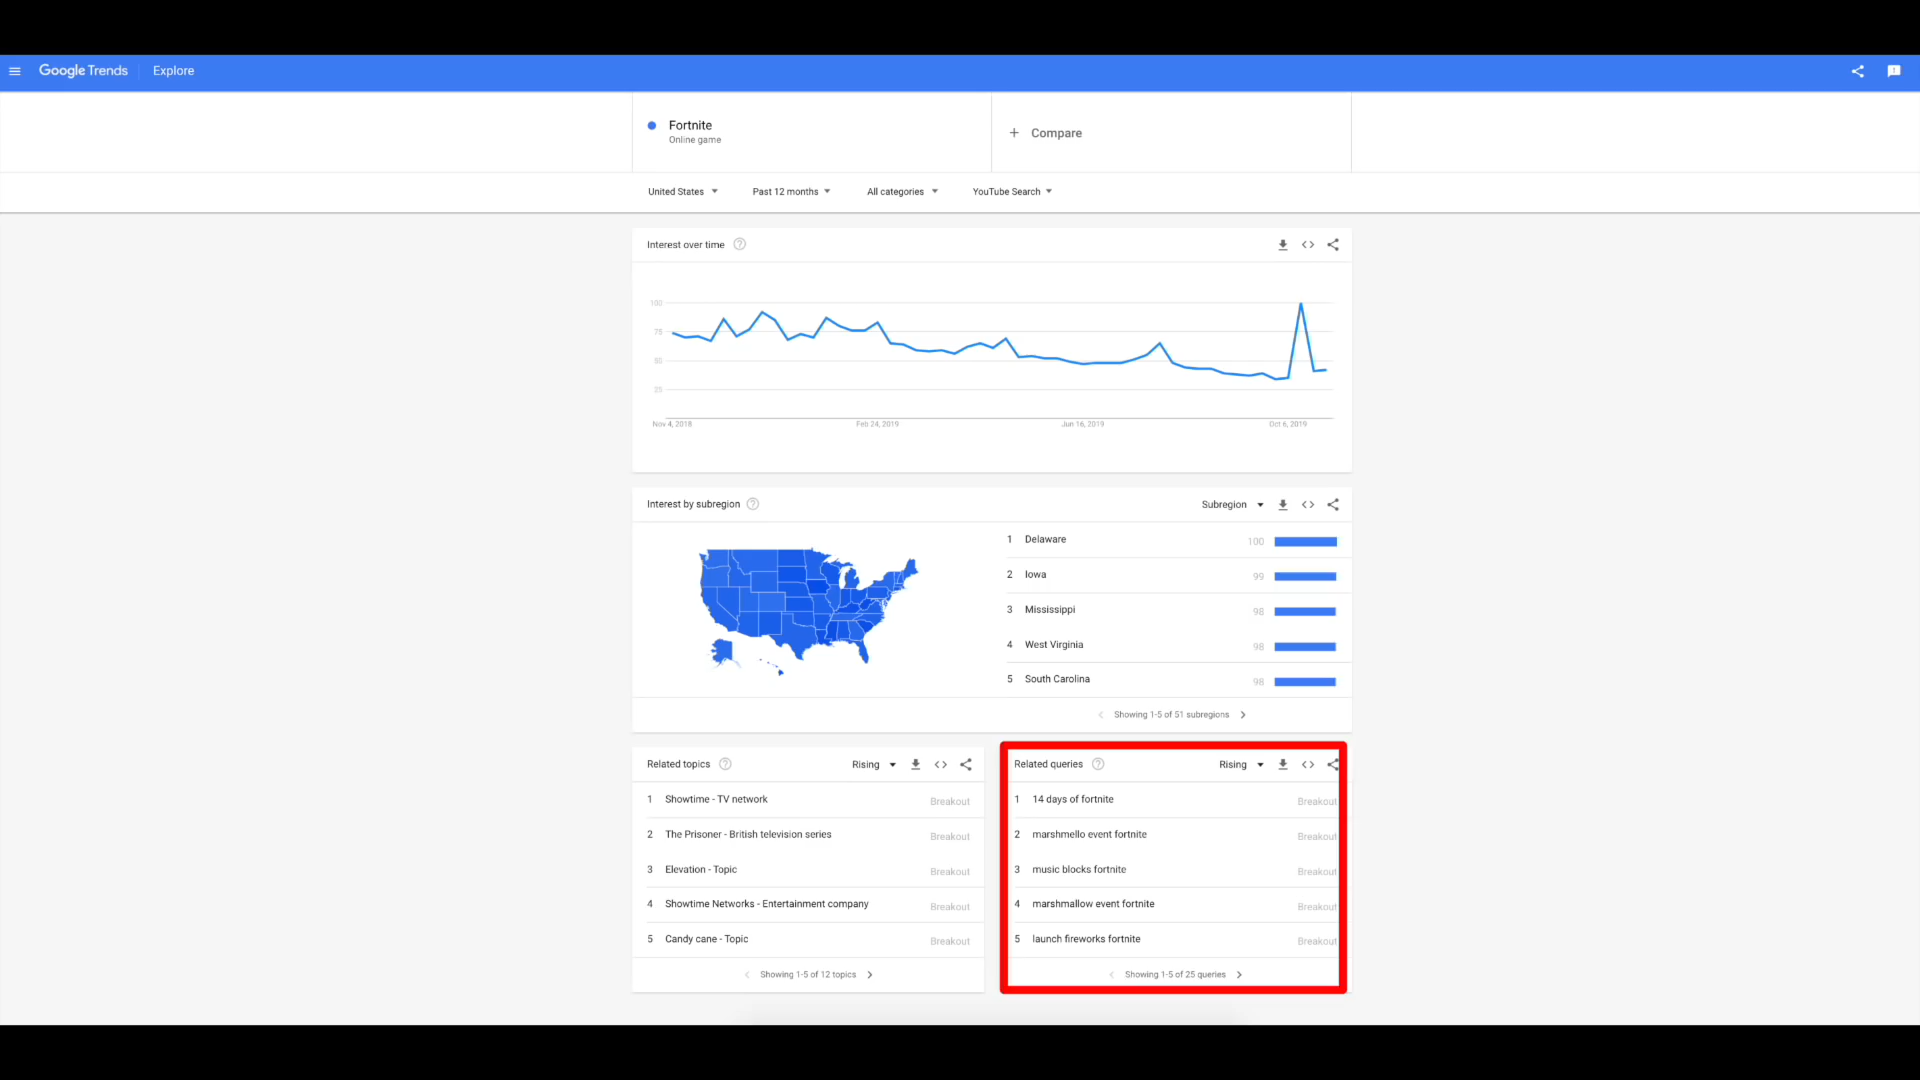 Google Trends Explore
Fortnite
Online game
+ Compare
United States Past 12 months All categories YouTube Search
Interest over time
100
75
50
25
Nov 4, 2018 Feb 24, 2019 Jun 16, 2019 Oct 6, 2019
Interest by subregion Subregion
1 Delaware 100
2 Iowa 99
3 Mississippi 98
4 West Virginia 98
5 South Carolina 98
Showing 1-5 of 51 subregions
Related topics Rising
1 Showtime - TV network Breakout
2 The Prisoner - British television series Breakout
3 Elevation - Topic Breakout
4 Showtime Networks - Entertainment company Breakout
5 Candy cane - Topic Breakout
Showing 1-5 of 12 topics
Related queries Rising
1 14 days of fortnite Breakout
2 marshmello event fortnite Breakout
3 music blocks fortnite Breakout
4 marshmallow event fortnite Breakout
5 launch fireworks fortnite Breakout
Showing 1-5 of 25 queries